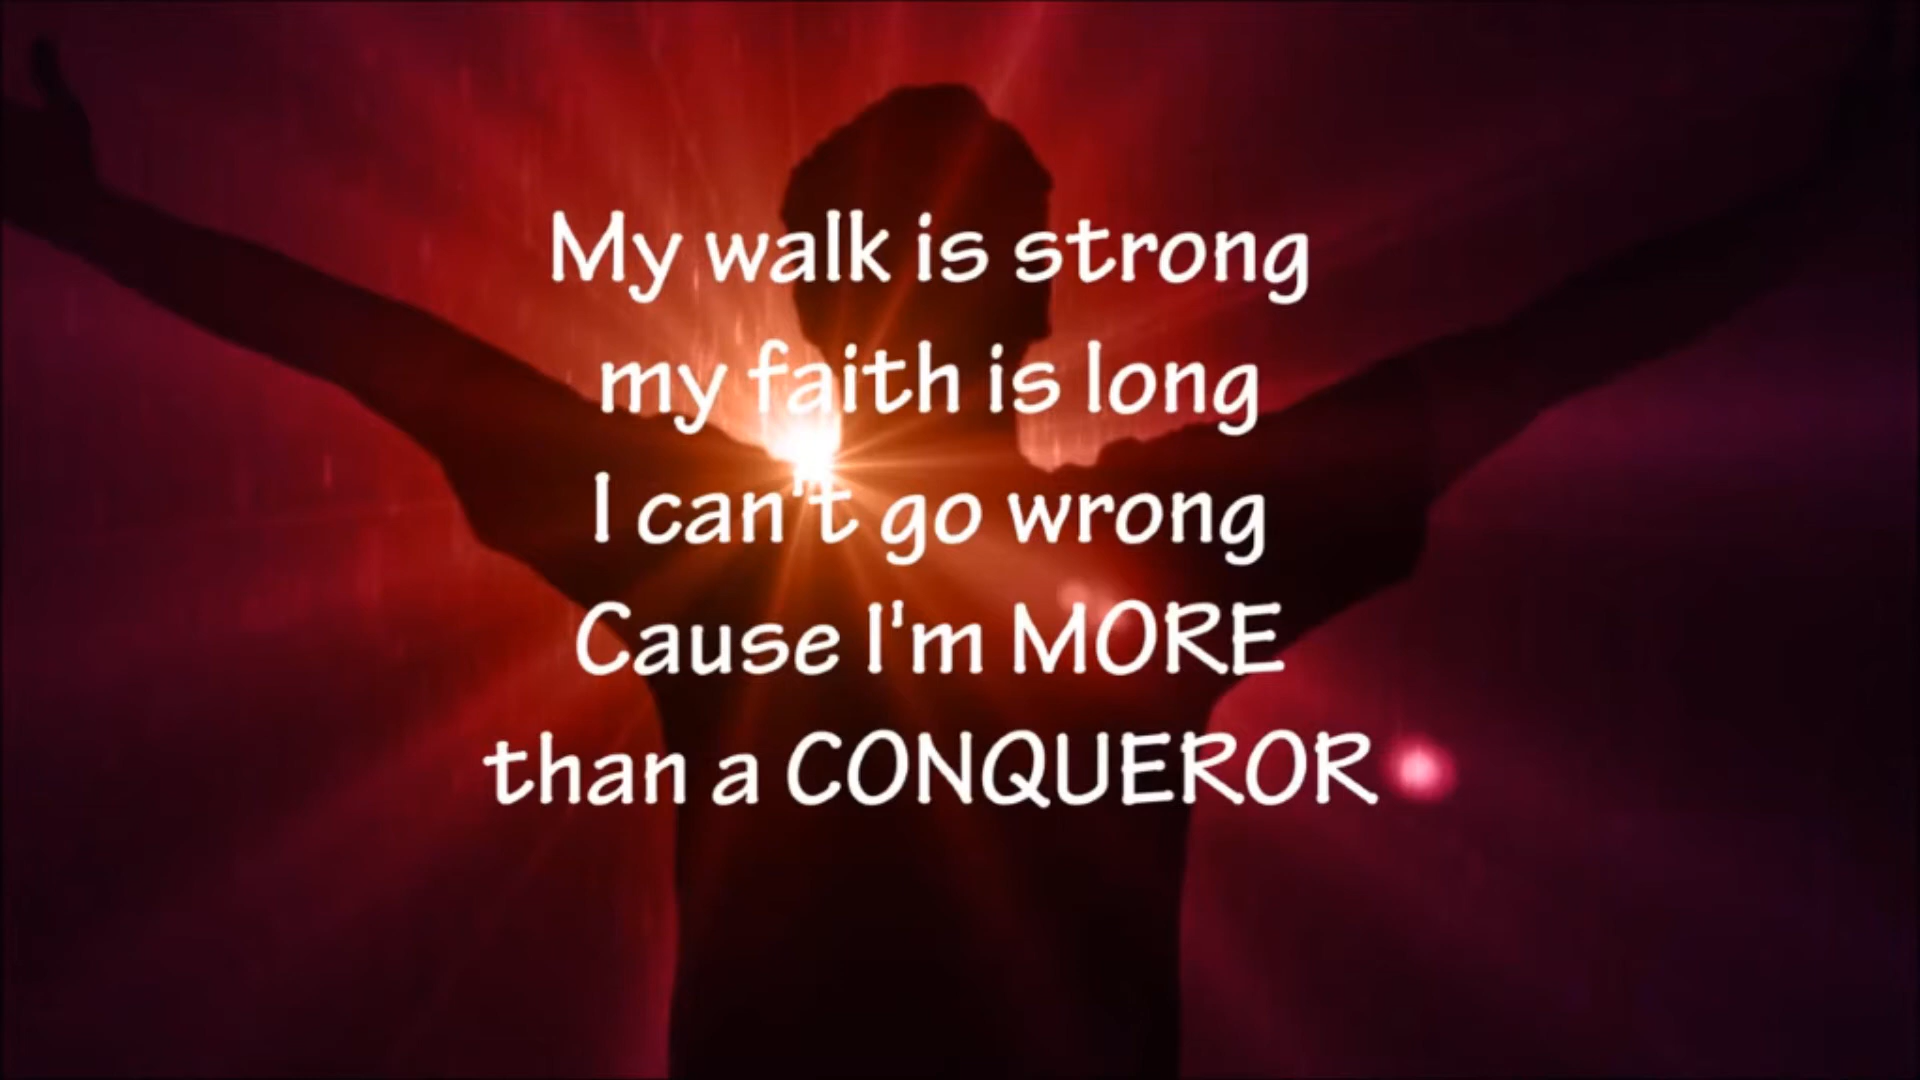 My walk is strong
my faith is long
I can't go wrong
Cause I'm MORE
than a CONQUEROR